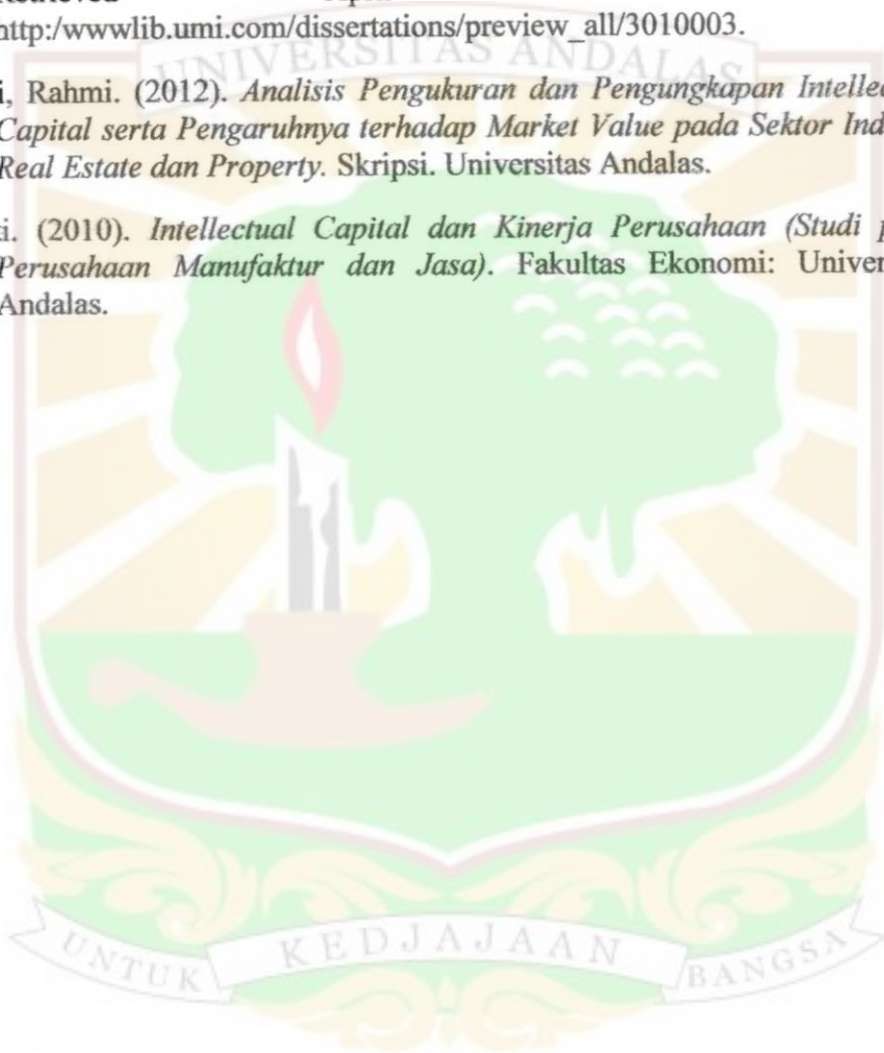 http:/wwwlib.umi.com/dissertations/preview_all/3010003.
i, Rahmi. (2012). Analisis Pengukuran dan Pengungkapan Intellec
Capital serta Pengaruhnya terhadap Market Value pada Sektor Ind
Real Estate dan Property. Skripsi. Universitas Andalas.
i. (2010). Intellectual Capital dan Kinerja Perusahaan (Studi p
Perusahaan Manufaktur dan Jasa). Fakultas Ekonomi: Univer
Andalas.
UNIVERSITAS ANDALAS
UNTUK KEDJAJAAN BANGSA